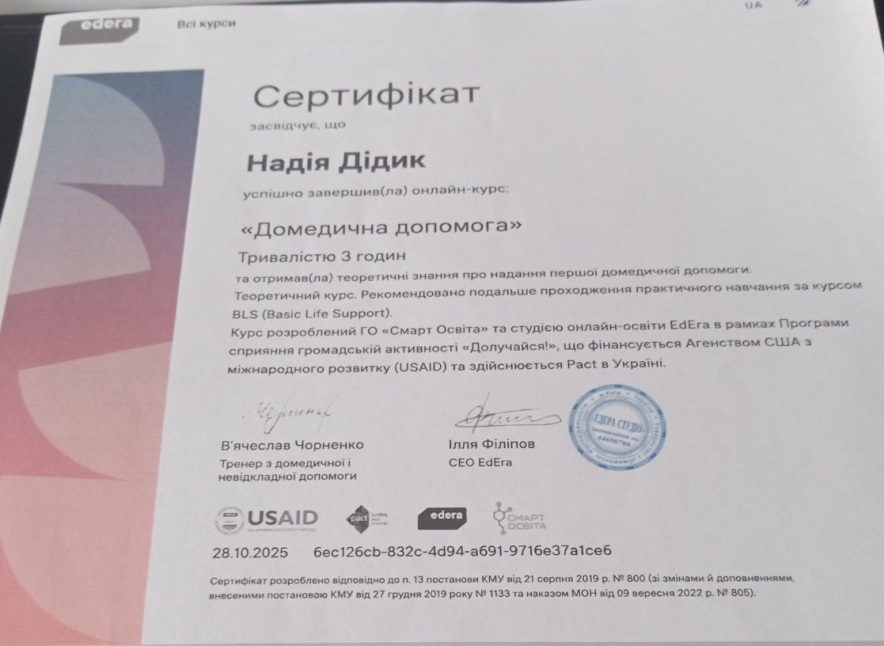 edera
Всі курси
UA
Сертифікат
засвідчує, що
Надія Дідик
успішно завершив(ла) онлайн-курс:
«Домедична допомога»
Тривалістю 3 годин
та отримав(ла) теоретичні знання про надання першої домедичної допомоги.
Теоретичний курс. Рекомендовано подальше проходження практичного навчання за курсом
BLS (Basic Life Support).
Курс розроблений ГО «Смарт Освіта» та студією онлайн-освіти EdEra в рамках Програми
сприяння громадській активності «Долучайся!», що фінансується Агенством США з
міжнародного розвитку (USAID) та здійснюється Pact в Україні.
В'ячеслав Чорненко
Тренер з домедичної і
невідкладної допомоги
Ілля Філіпов
CEO EdEra
ЕДЕРА СТУДІО
USAID
pact
edera
СМАРТ
ОСВІТА
28.10.2025 6ec126cb-832c-4d94-a691-9716e37a1ce6
Сертифікат розроблено відповідно до п. 13 постанови КМУ від 21 серпня 2019 р. № 800 (зі змінами й доповненнями,
внесеними постановою КМУ від 27 грудня 2019 року № 1133 та наказом МОН від 09 вересня 2022 р. № 805).